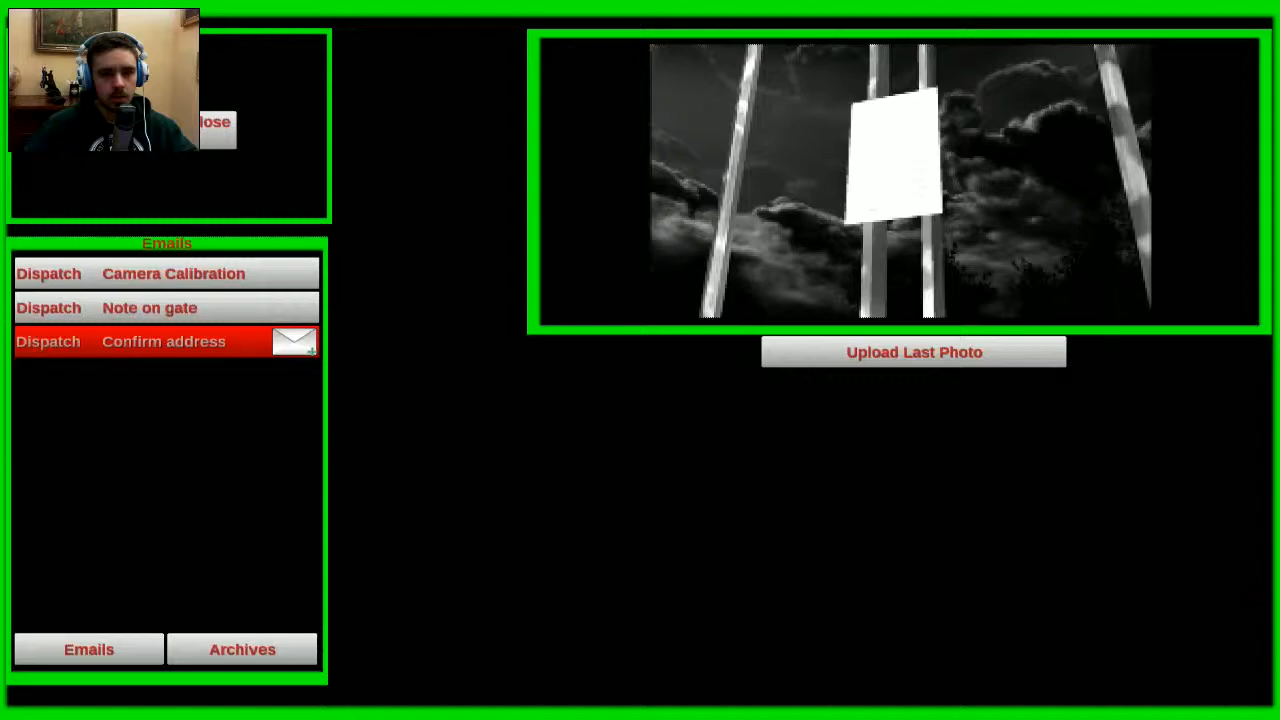 lose
Emails
Dispatch Camera Calibration
Dispatch Note on gate
Dispatch Confirm address
Upload Last Photo
Emails Archives